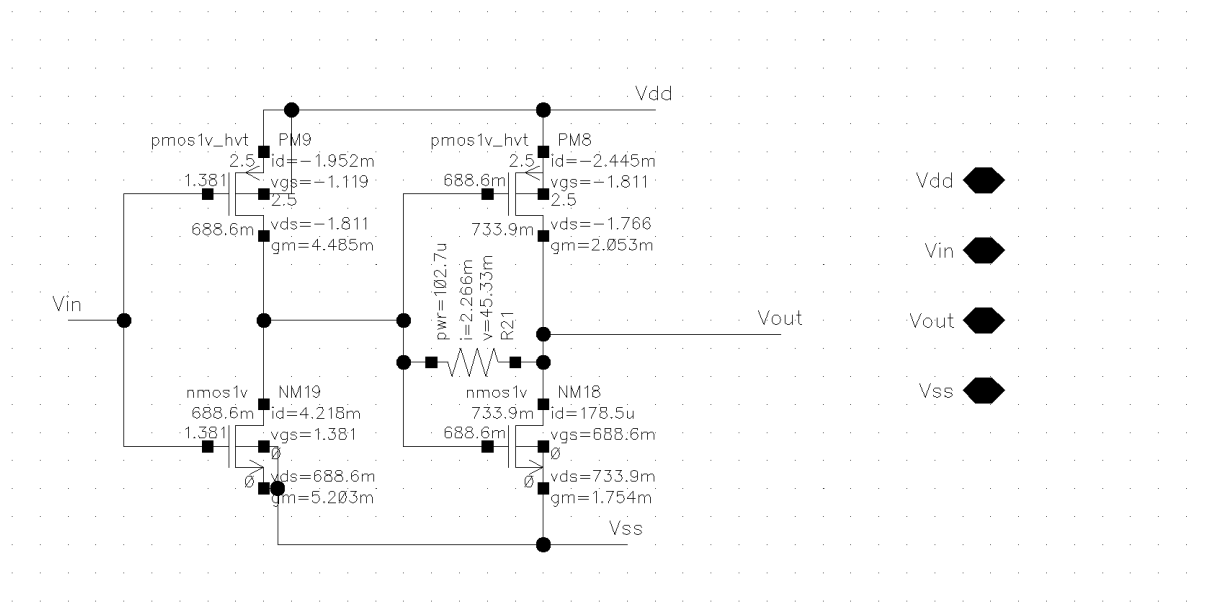 Vdd
pmos1v_hvt PM9
2.5 id=-1.952m
1.381 vgs=-1.119
2.5
688.6m vds=-1.811
gm=4.485m
pmos1v_hvt PM8
2.5 id=-2.445m
688.6m vgs=-1.811
2.5
733.9m vds=-1.766
gm=2.053m
Vin
pwr=102.7u
i=2.266m
v=45.33m
R21
Vout
nmos1v NM19
688.6m id=4.218m
1.381 vgs=1.381
0
vds=688.6m
0 gm=5.203m
nmos1v NM18
733.9m id=178.5u
688.6m vgs=688.6m
0
vds=733.9m
0 gm=1.754m
Vss
Vdd
Vin
Vout
Vss